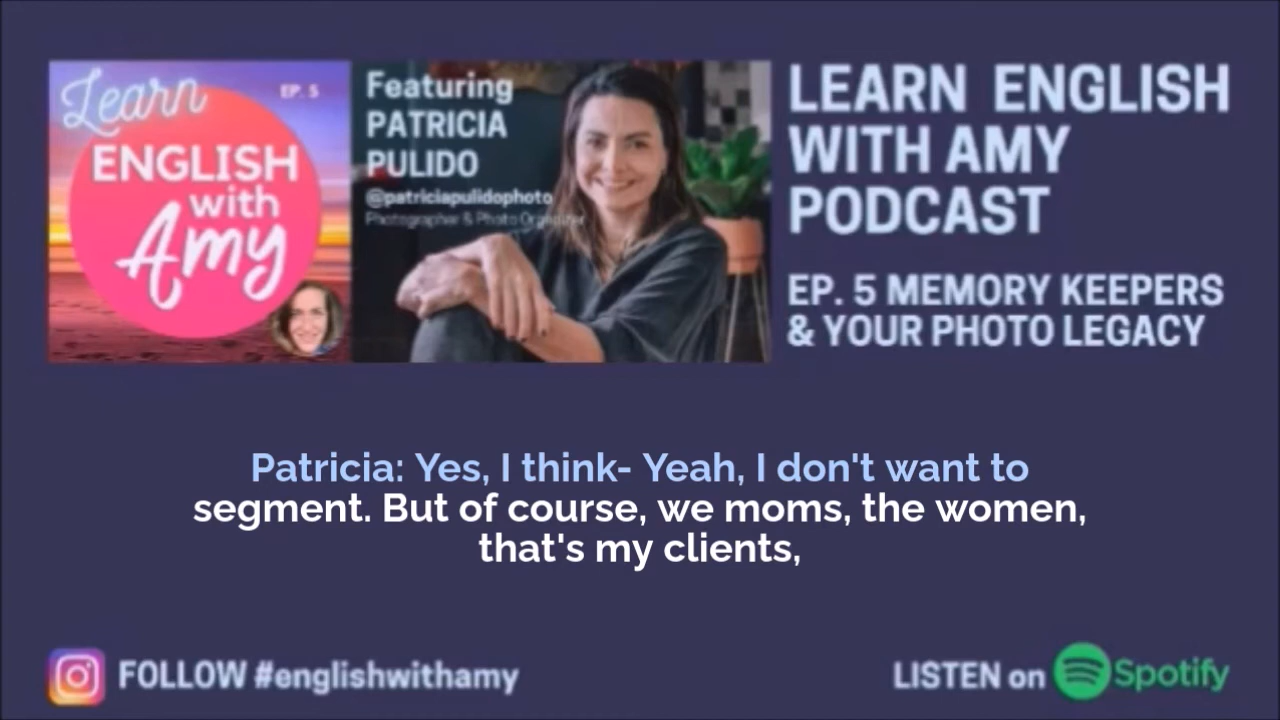 Learn
EP. 5
ENGLISH
with
Amy
Featuring
PATRICIA
PULIDO
@patriciapulidophoto
Photographer & Photo Organizer
LEARN ENGLISH
WITH AMY
PODCAST
EP. 5 MEMORY KEEPERS
& YOUR PHOTO LEGACY
Patricia: Yes, I think- Yeah, I don't want to
segment. But of course, we moms, the women,
that's my clients,
FOLLOW #englishwithamy
LISTEN on Spotify